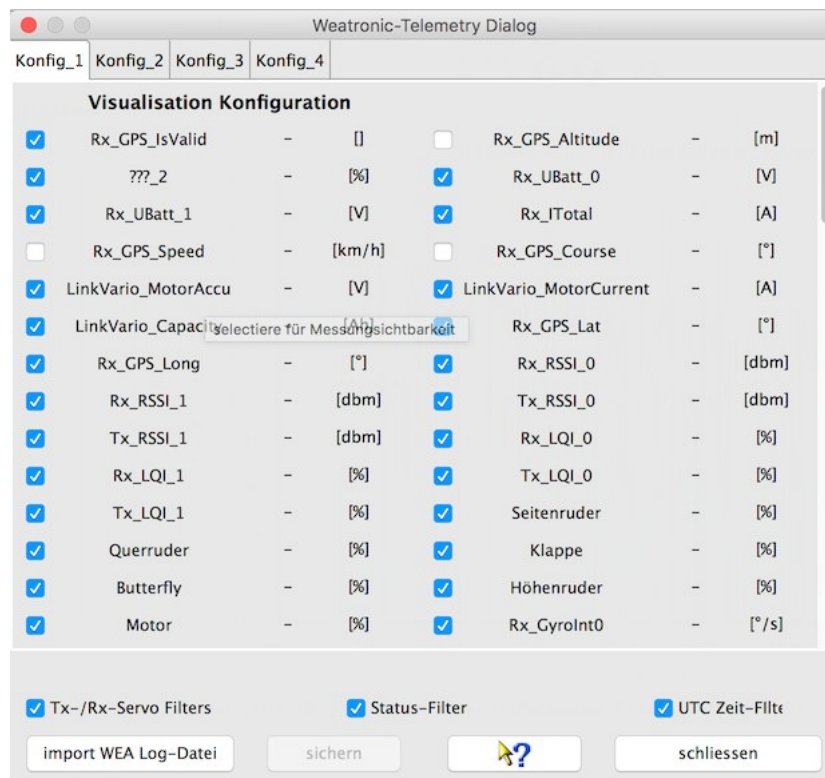 Weatronic-Telemetry Dialog
Konfig_1 Konfig_2 Konfig_3 Konfig_4
Visualisation Konfiguration
Rx_GPS_IsValid - [] Rx_GPS_Altitude - [m]
???_2 - [%] Rx_UBatt_0 - [V]
Rx_UBatt_1 - [V] Rx_ITotal - [A]
Rx_GPS_Speed - [km/h] Rx_GPS_Course - [°]
LinkVario_MotorAccu - [V] LinkVario_MotorCurrent - [A]
LinkVario_Capacity - [Ah] Rx_GPS_Lat - [°]
selectiere für Messungsichtbarkeit
Rx_GPS_Long - [°] Rx_RSSI_0 - [dbm]
Rx_RSSI_1 - [dbm] Tx_RSSI_0 - [dbm]
Tx_RSSI_1 - [dbm] Rx_LQI_0 - [%]
Rx_LQI_1 - [%] Tx_LQI_0 - [%]
Tx_LQI_1 - [%] Seitenruder - [%]
Querruder - [%] Klappe - [%]
Butterfly - [%] Höhenruder - [%]
Motor - [%] Rx_GyroInt0 - [°/s]
Tx-/Rx-Servo Filters Status-Filter UTC Zeit-FIlte
import WEA Log-Datei sichern ? schliessen